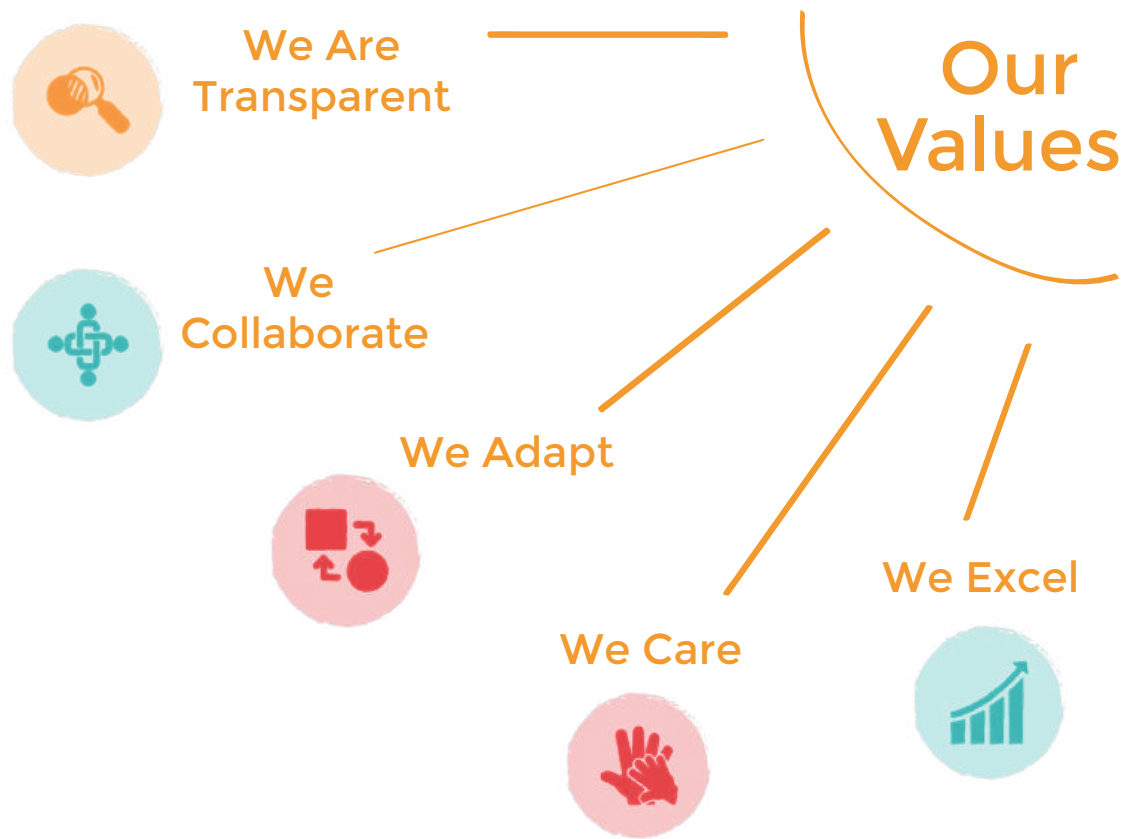 Our
Values
We Are
Transparent
We
Collaborate
We Adapt
We Care
We Excel